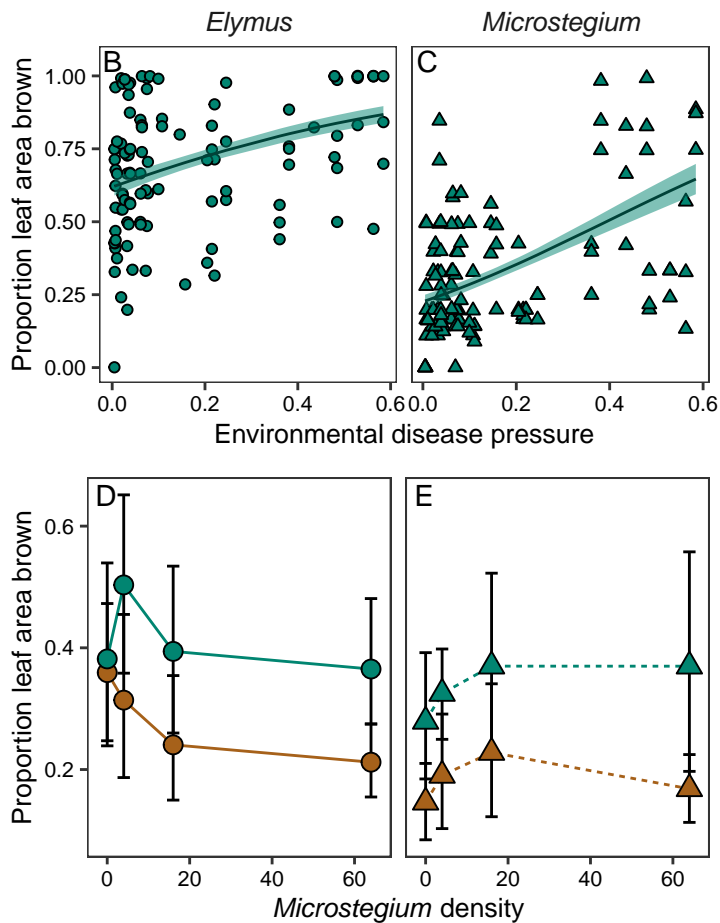 Elymus Microstegium
B C
Proportion leaf area brown
1.00
0.75
0.50
0.25
0.00
0.0 0.2 0.4 0.6 0.0 0.2 0.4 0.6
Environmental disease pressure
D E
Proportion leaf area brown
0.6
0.4
0.2
0 20 40 60 0 20 40 60
Microstegium density